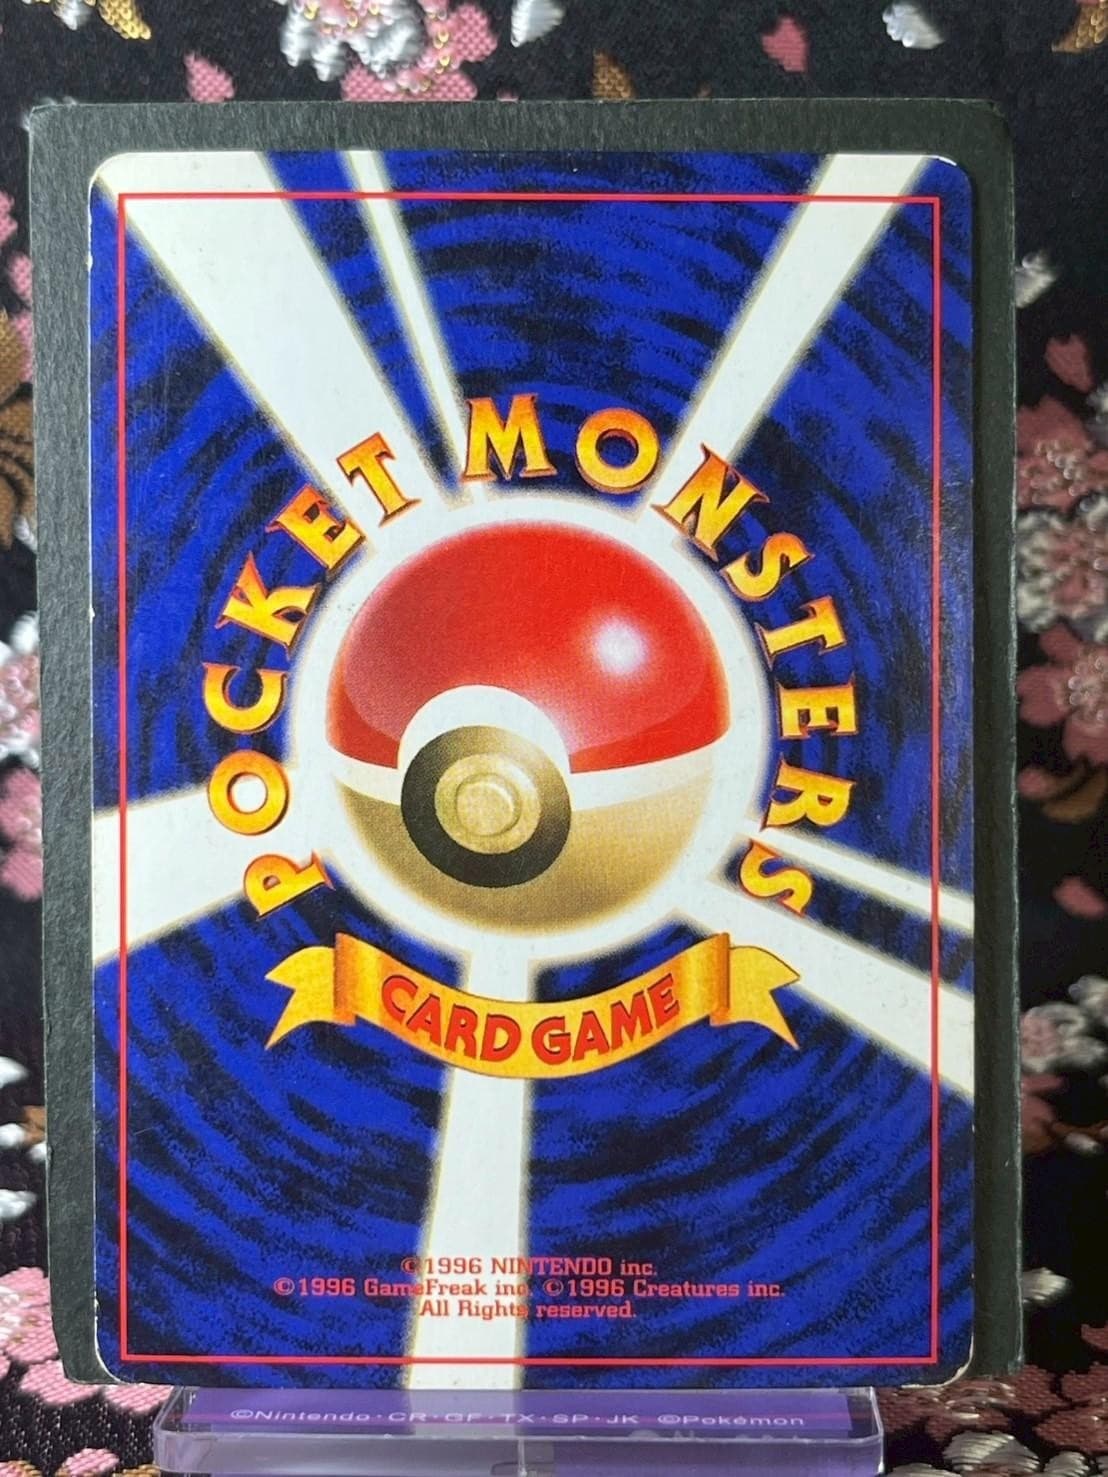 POCKET MONSTERS
CARD GAME
©1996 NINTENDO inc.
©1996 GameFreak inc. ©1996 Creatures inc.
All Rights reserved.
©Nintendo・CR・GF・TX・SP・JK ©Pokémon